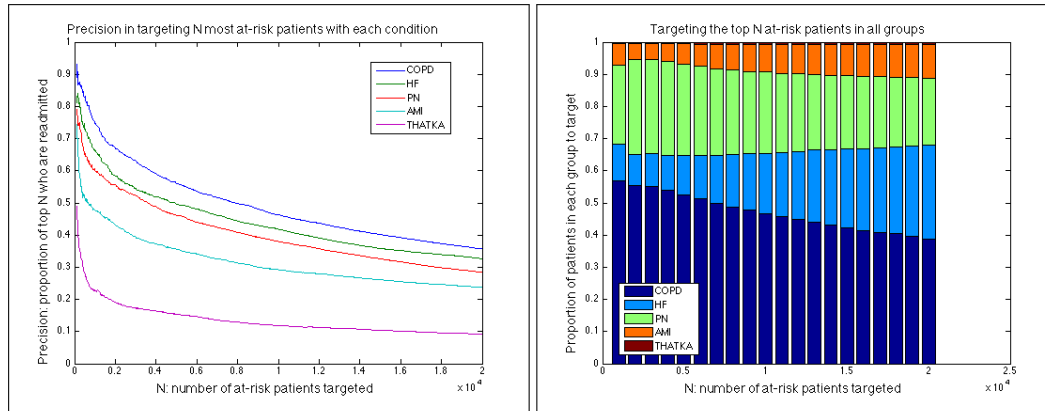 Precision in targeting N most at-risk patients with each condition
1
0.9
0.8
0.7
0.6
0.5
0.4
0.3
0.2
0.1
0
Precision: proportion of top N who are readmitted
COPD
HF
PN
AMI
THATKA
0 0.2 0.4 0.6 0.8 1 1.2 1.4 1.6 1.8 2
N: number of at-risk patients targeted
x 10^4
Targeting the top N at-risk patients in all groups
1
0.9
0.8
0.7
0.6
0.5
0.4
0.3
0.2
0.1
0
Proportion of patients in each group to target
COPD
HF
PN
AMI
THATKA
0 0.5 1 1.5 2 2.5
N: number of at-risk patients targeted
x 10^4